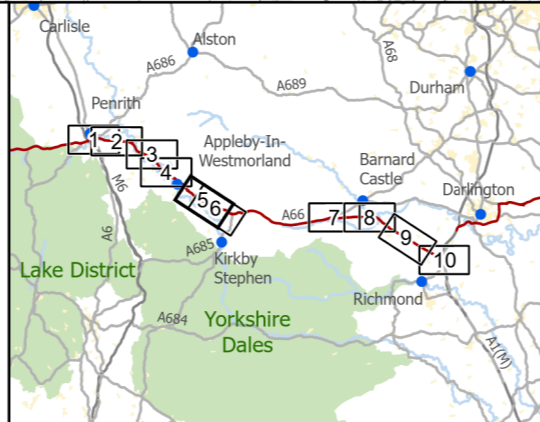 Carlisle
Alston
A686
A68
A689
Durham
Penrith
1
2
3
4
Appleby-In-
Westmorland
5
6
Barnard
Castle
Darlington
A66
7
8
9
10
M6
A6
A685
Kirkby
Stephen
Lake District
Richmond
A684
Yorkshire
Dales
A1(M)